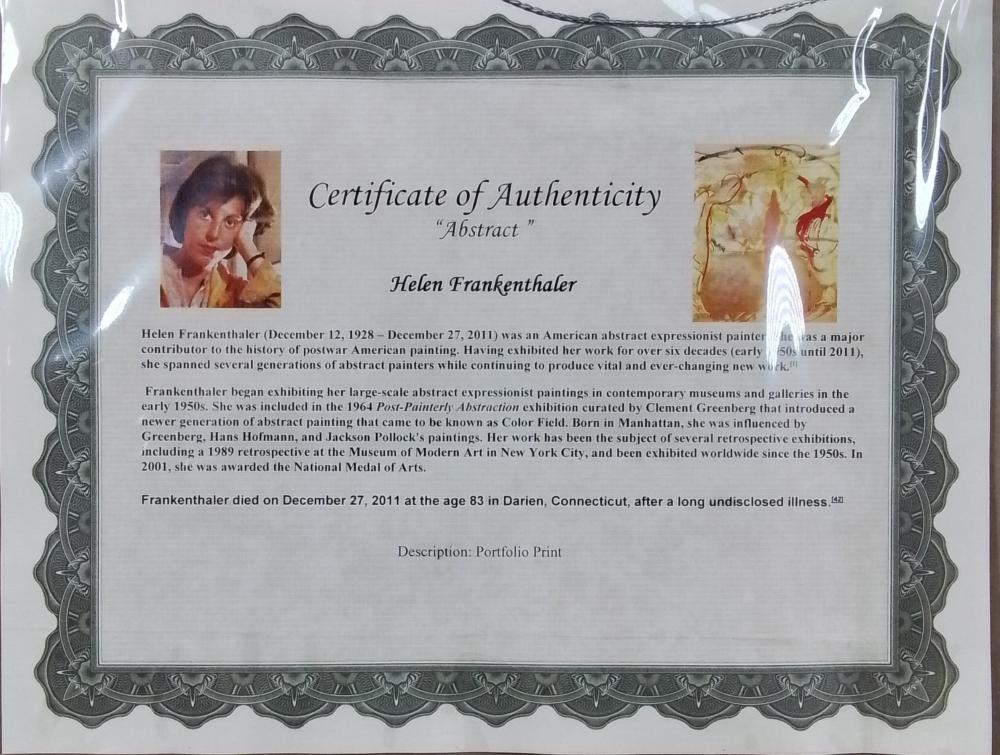 Certificate of Authenticity
“Abstract ”
Helen Frankenthaler
Helen Frankenthaler (December 12, 1928 – December 27, 2011) was an American abstract expressionist painter. She was a major
contributor to the history of postwar American painting. Having exhibited her work for over six decades (early 1950s until 2011),
she spanned several generations of abstract painters while continuing to produce vital and ever-changing new work.[1]
Frankenthaler began exhibiting her large-scale abstract expressionist paintings in contemporary museums and galleries in the
early 1950s. She was included in the 1964 Post-Painterly Abstraction exhibition curated by Clement Greenberg that introduced a
newer generation of abstract painting that came to be known as Color Field. Born in Manhattan, she was influenced by
Greenberg, Hans Hofmann, and Jackson Pollock's paintings. Her work has been the subject of several retrospective exhibitions,
including a 1989 retrospective at the Museum of Modern Art in New York City, and been exhibited worldwide since the 1950s. In
2001, she was awarded the National Medal of Arts.
Frankenthaler died on December 27, 2011 at the age 83 in Darien, Connecticut, after a long undisclosed illness.[42]
Description: Portfolio Print